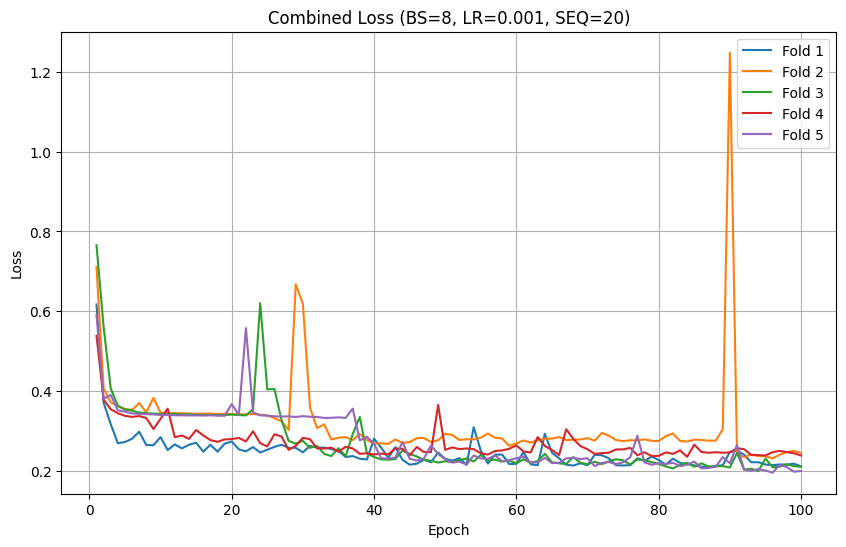 Combined Loss (BS=8, LR=0.001, SEQ=20)
Fold 1
Fold 2
Fold 3
Fold 4
Fold 5
Loss
1.2
1.0
0.8
0.6
0.4
0.2
0 20 40 60 80 100
Epoch